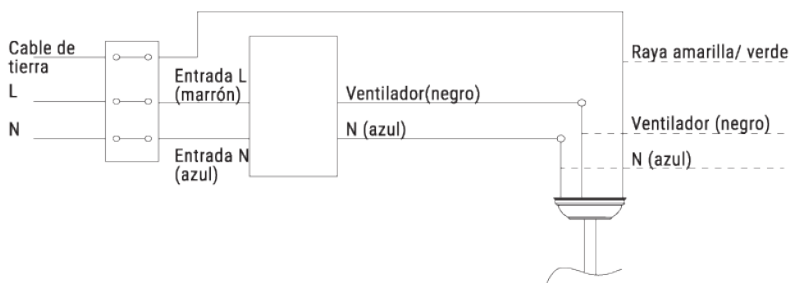 Cable de
tierra
L
N
Entrada L
(marrón)
Entrada N
(azul)
Ventilador(negro)
N (azul)
Raya amarilla/ verde
Ventilador (negro)
N (azul)